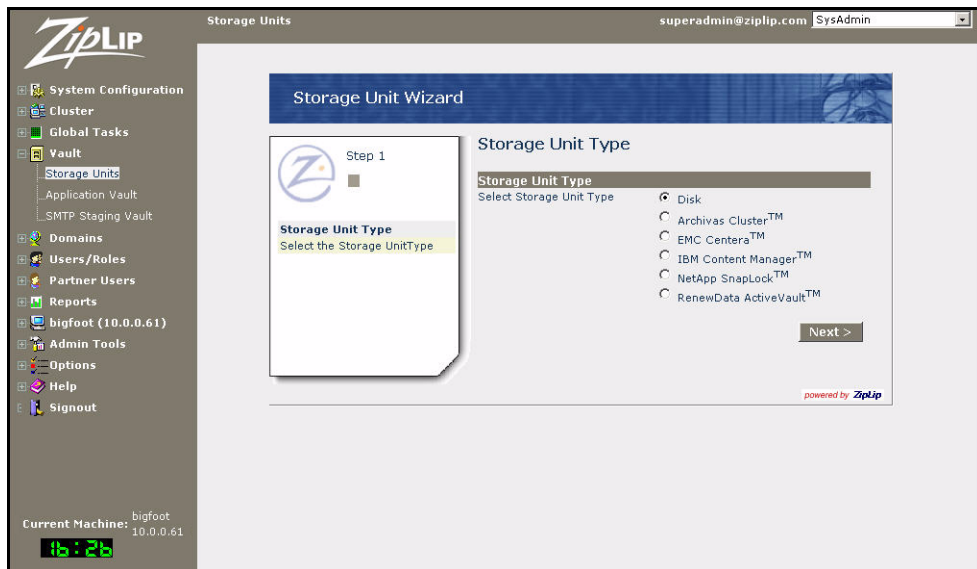 ZipLip
Storage Units
superadmin@ziplip.com
SysAdmin
System Configuration
Cluster
Global Tasks
Vault
Storage Units
Application Vault
SMTP Staging Vault
Domains
Users/Roles
Partner Users
Reports
bigfoot (10.0.0.61)
Admin Tools
Options
Help
Signout
Current Machine: bigfoot
10.0.0.61
16:26
Storage Unit Wizard
Step 1
Storage Unit Type
Select the Storage UnitType
Storage Unit Type
Storage Unit Type
Select Storage Unit Type
Disk
Archivas Cluster™
EMC Centera™
IBM Content Manager™
NetApp SnapLock™
RenewData ActiveVault™
Next >
powered by ZipLip